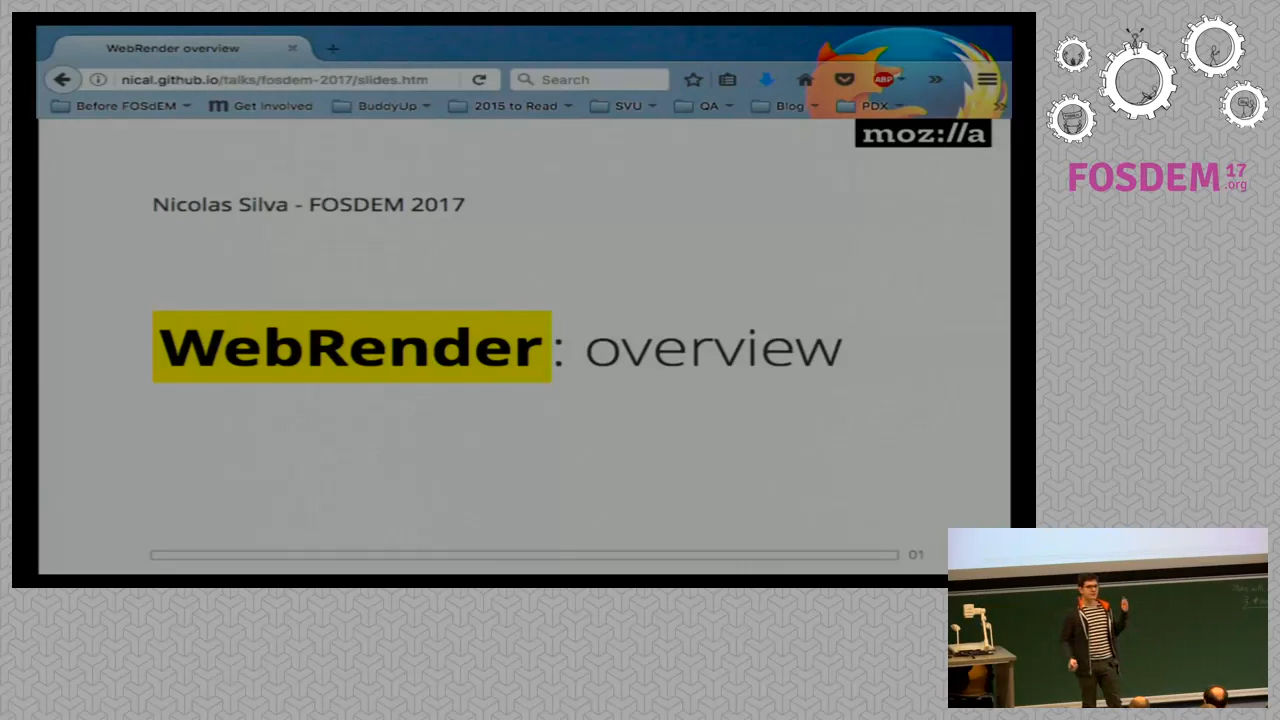 WebRender overview
nical.github.io/talks/fosdem-2017/slides.htm
Search
ABP
Before FOSdEM
Get Involved
BuddyUp
2015 to Read
SVU
QA
Blog
PDX
moz://a
Nicolas Silva - FOSDEM 2017
WebRender: overview
01
FOSDEM 17 .org